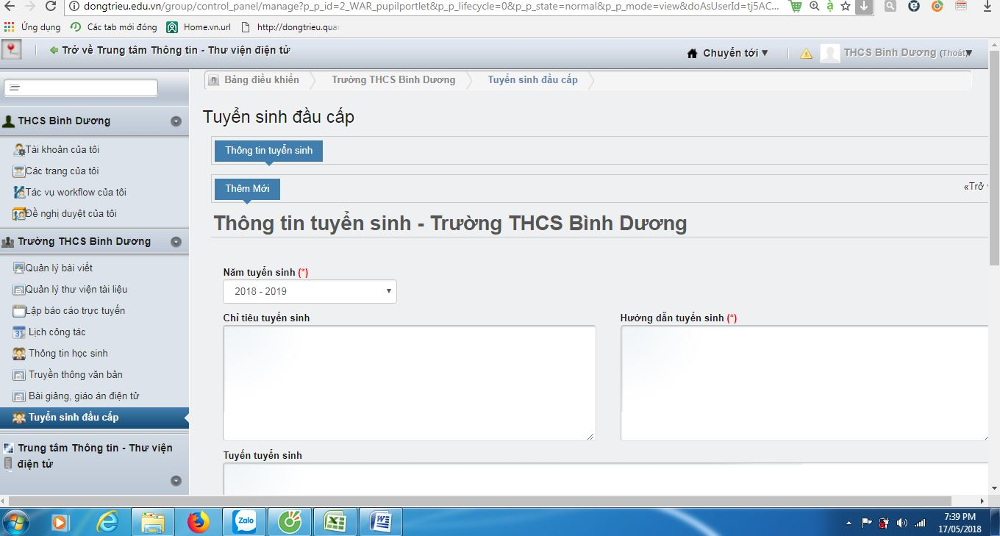 dongtrieu.edu.vn/group/control_panel/manage?p_p_id=2_WAR_pupilportlet&p_p_lifecycle=0&p_p_state=normal&p_p_mode=view&doAsUserId=tj5AC...
Ứng dụng Các tab mới đóng Home.vn.url http://dongtrieu.quar
Trở về Trung tâm Thông tin - Thư viện điện tử
Chuyển tới ▼
THCS Bình Dương (Thoát)▼
Bảng điều khiển Trường THCS Bình Dương Tuyển sinh đầu cấp
THCS Bình Dương
Tài khoản của tôi
Các trang của tôi
Tác vụ workflow của tôi
Đề nghị duyệt của tôi
Trường THCS Bình Dương
Quản lý bài viết
Quản lý thư viện tài liệu
Lập báo cáo trực tuyến
Lịch công tác
Thông tin học sinh
Truyền thông văn bản
Bài giảng, giáo án điện tử
Tuyển sinh đầu cấp
Trung tâm Thông tin - Thư viện
điện tử
Tuyển sinh đầu cấp
Thông tin tuyển sinh
Thêm Mới
«Trở
Thông tin tuyển sinh - Trường THCS Bình Dương
Năm tuyển sinh (*)
2018 - 2019
Chỉ tiêu tuyển sinh
Hướng dẫn tuyển sinh (*)
Tuyến tuyển sinh
Zalo
7:39 PM
17/05/2018